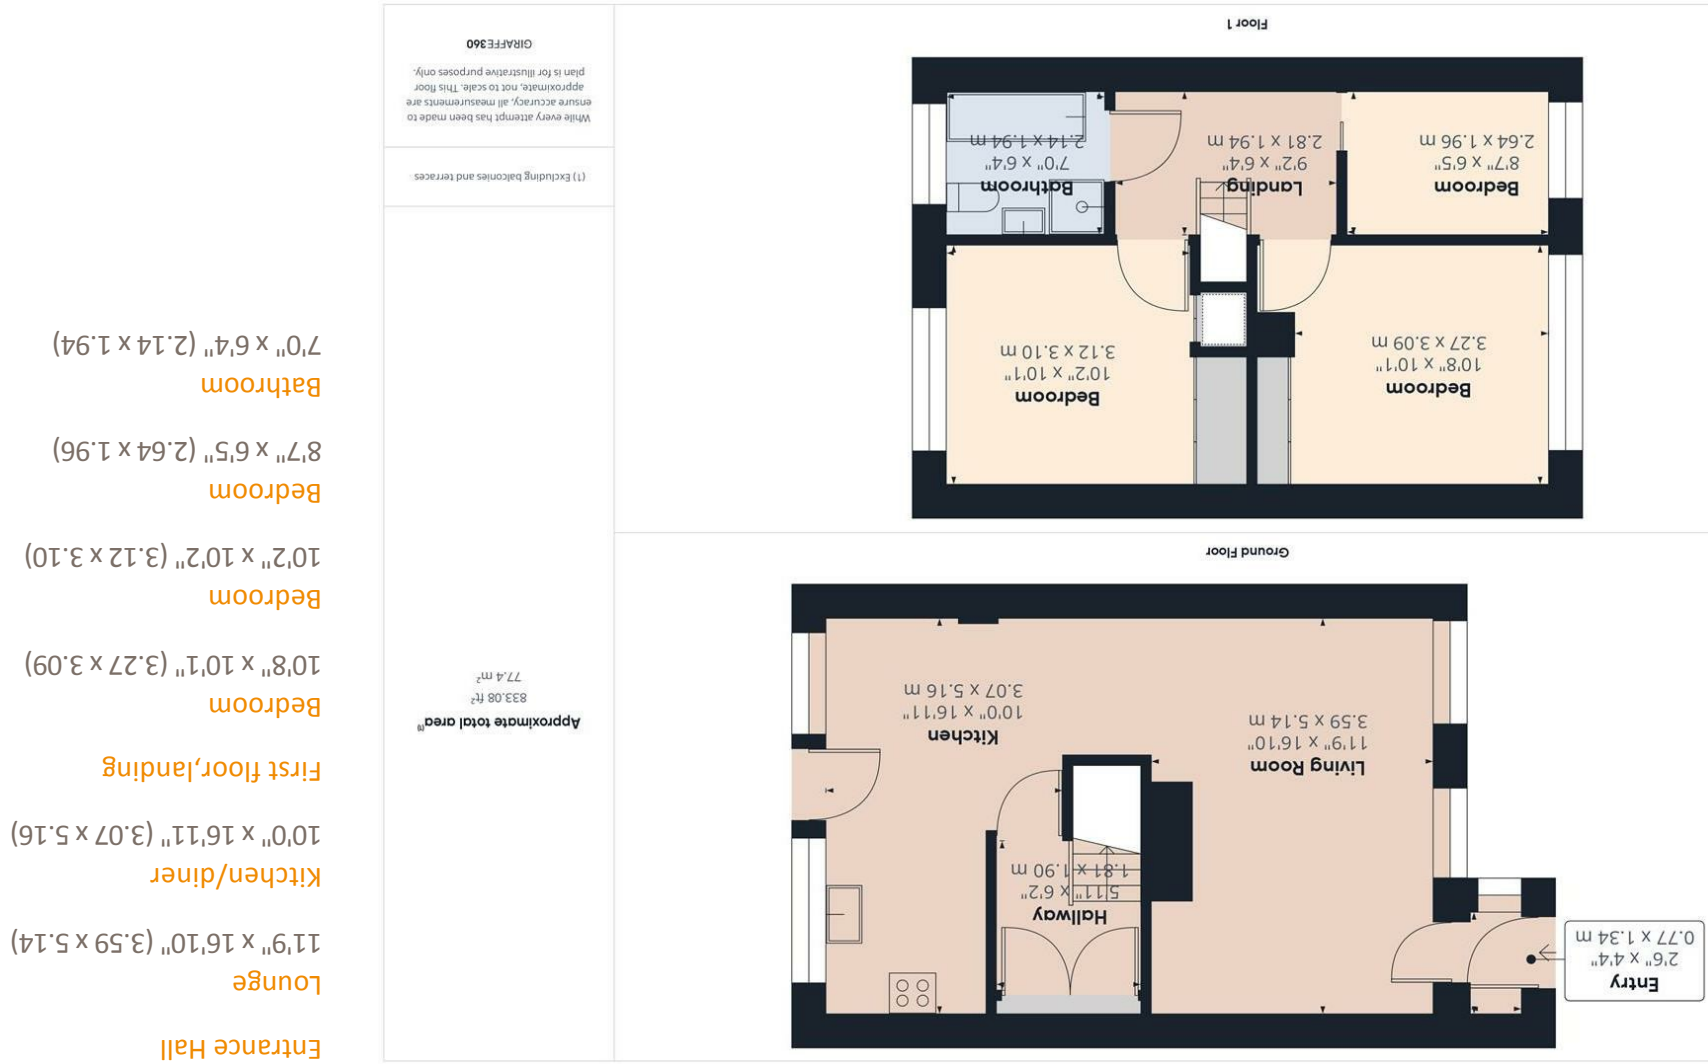 Entrance Hall
Lounge
11'9" x 16'10" (3.59 x 5.14)
Kitchen/diner
10'0" x 16'11" (3.07 x 5.16)
First floor,landing
Bedroom
10'8" x 10'1" (3.27 x 3.09)
Bedroom
10'2" x 10'2" (3.12 x 3.10)
Bedroom
8'7" x 6'5" (2.64 x 1.96)
Bathroom
7'0" x 6'4" (2.14 x 1.94)
Entry
2'6" x 4'4"
0.77 x 1.34 m
Living Room
11'9" x 16'10"
3.59 x 5.14 m
Hallway
5'11" x 6'2"
1.81 x 1.90 m
Kitchen
10'0" x 16'11"
3.07 x 5.16 m
Ground Floor
Bedroom
10'8" x 10'1"
3.27 x 3.09 m
Bedroom
10'2" x 10'1"
3.12 x 3.10 m
Bedroom
8'7" x 6'5"
2.64 x 1.96 m
Landing
9'2" x 6'4"
2.81 x 1.94 m
Bathroom
7'0" x 6'4"
2.14 x 1.94 m
Floor 1
Approximate total area(1)
833.08 ft²
77.4 m²
(1) Excluding balconies and terraces
While every attempt has been made to
ensure accuracy, all measurements are
approximate, not to scale. This floor
plan is for illustrative purposes only.
GIRAFFE360